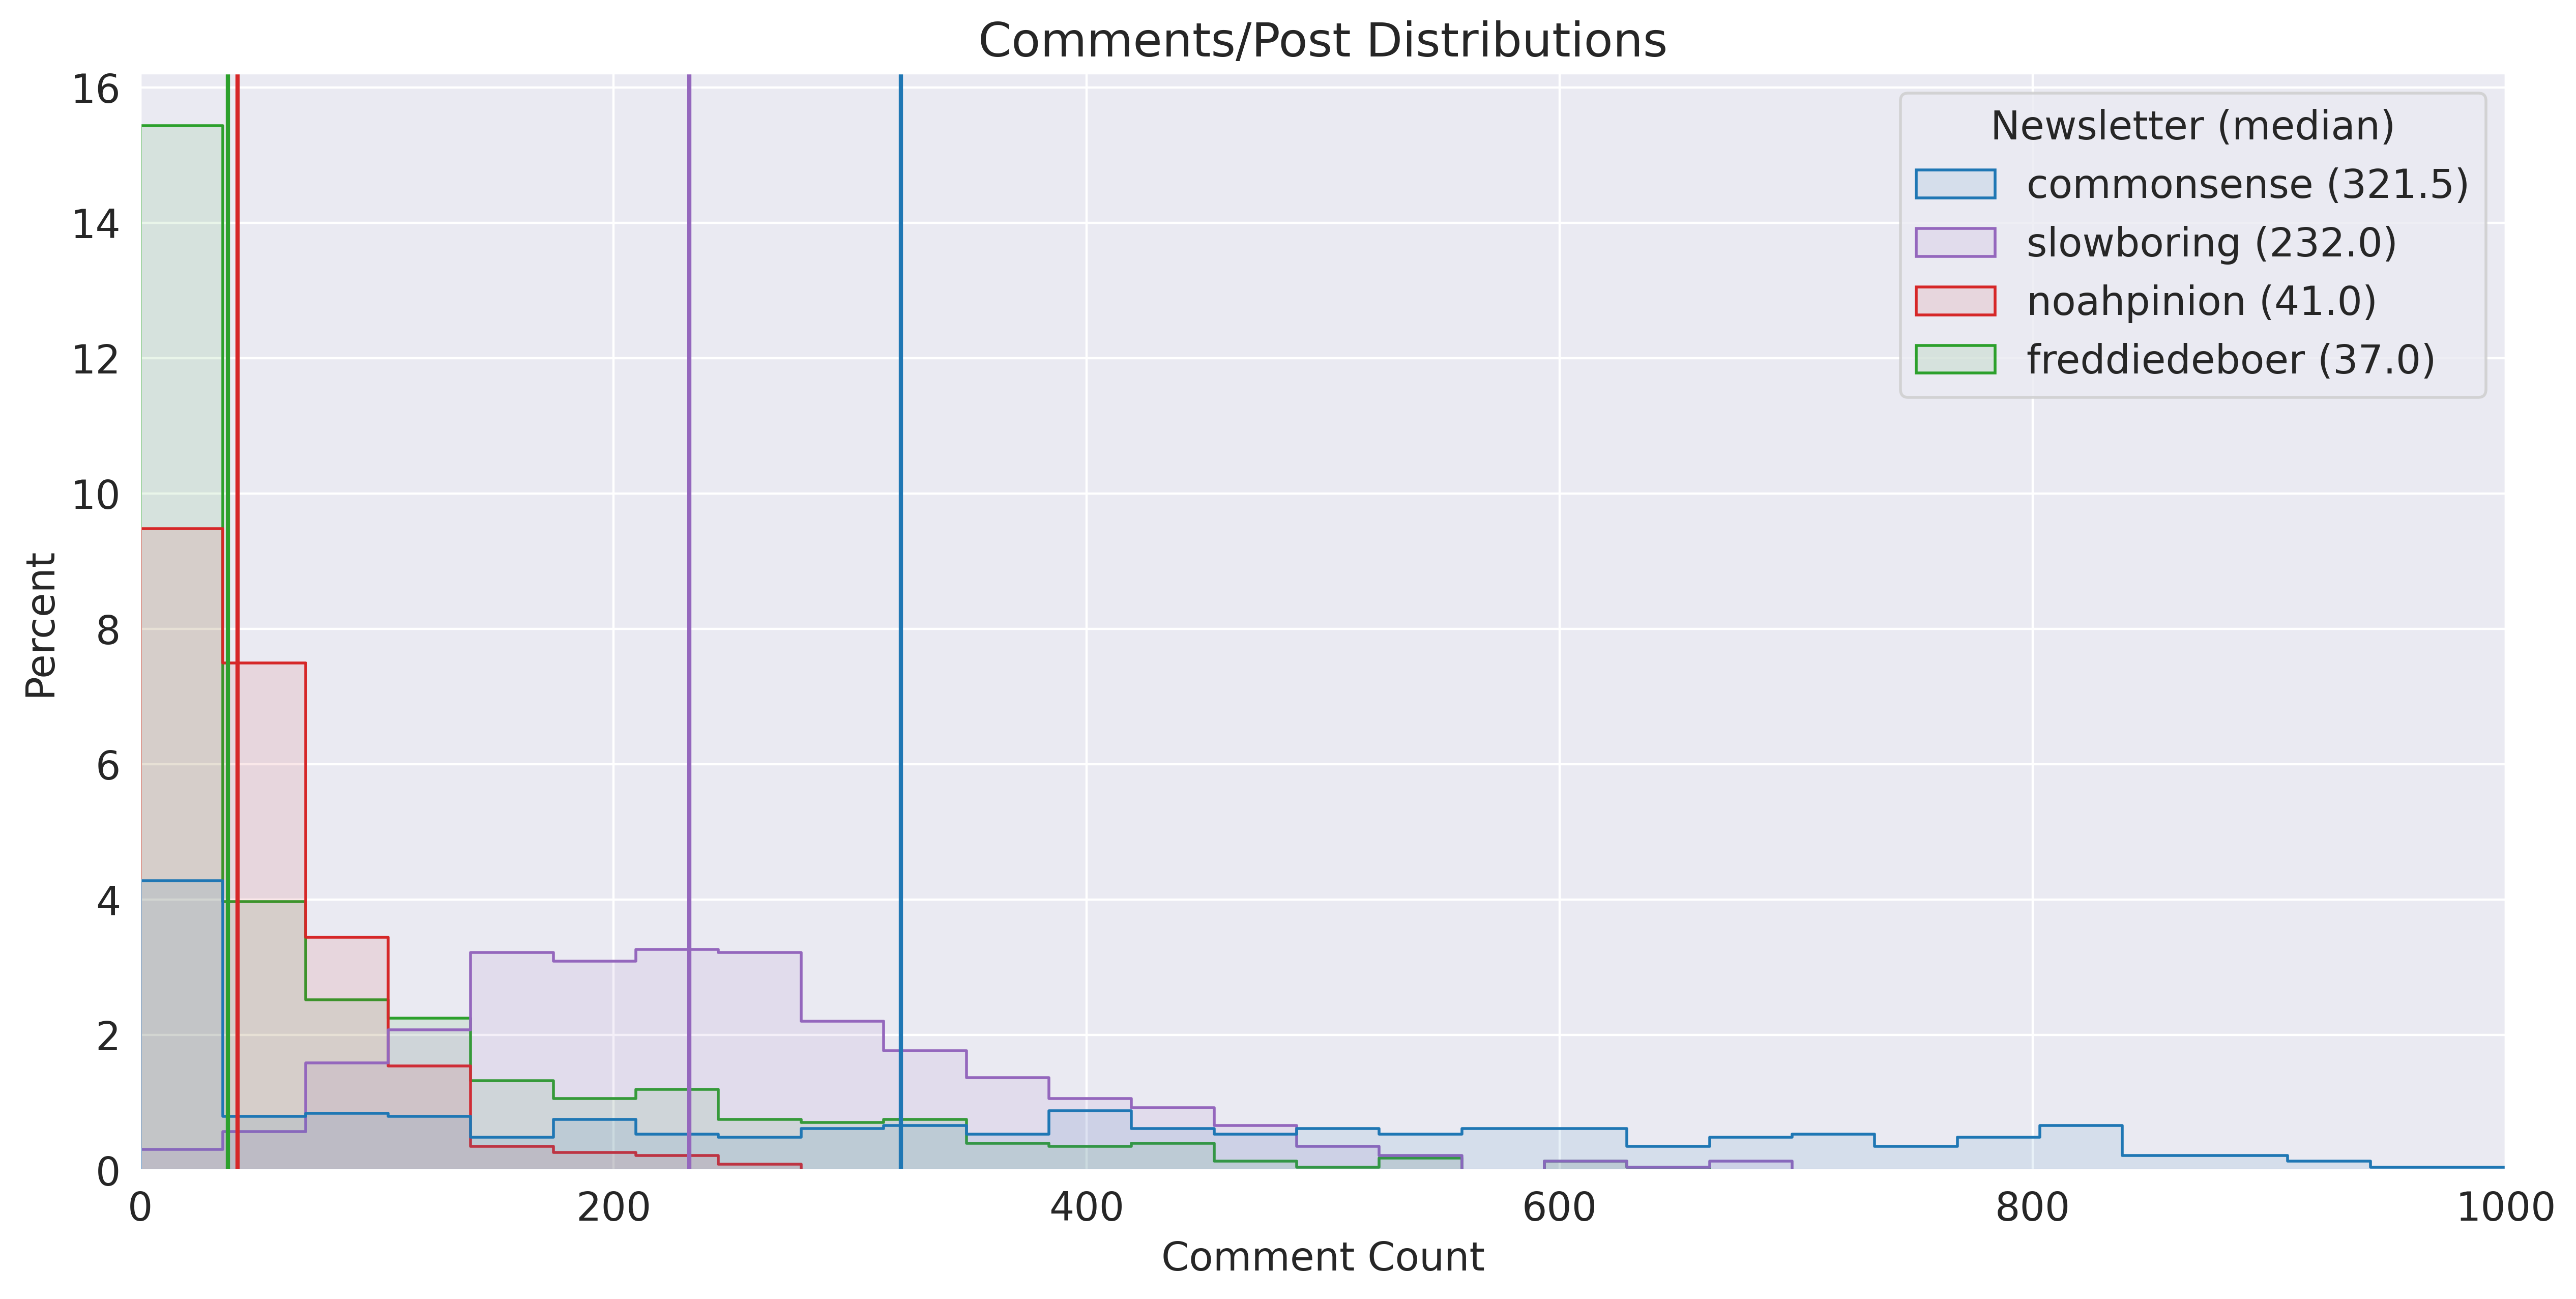 Comments/Post Distributions
Percent
16
14
12
10
8
6
4
2
0
Newsletter (median)
commonsense (321.5)
slowboring (232.0)
noahpinion (41.0)
freddiedeboer (37.0)
0 200 400 600 800 1000
Comment Count